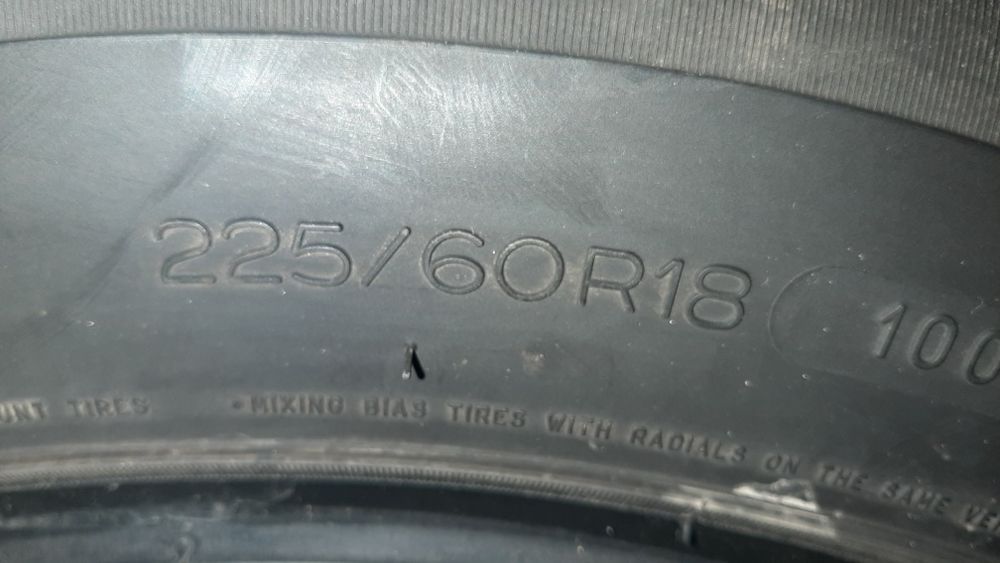 225/60R18 100
UNT TIRES •MIXING BIAS TIRES WITH RADIALS ON THE SAME VE